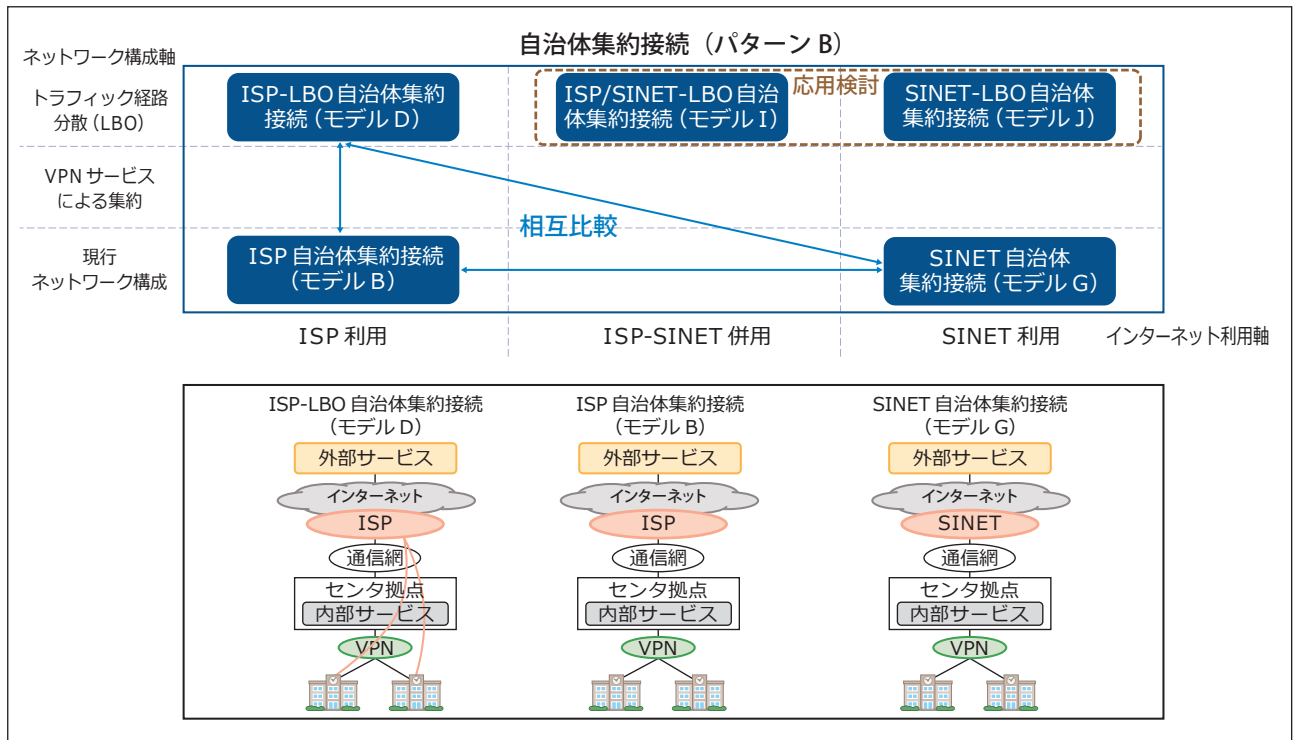 自治体集約接続（パターン B）
ネットワーク構成軸
トラフィック経路
分散（LBO）
ISP-LBO 自治体集約
接続（モデル D）
ISP/SINET-LBO 自治
体集約接続（モデル I）
応用検討
SINET-LBO 自治体
集約接続（モデル J）
VPN サービス
による集約
相互比較
現行
ネットワーク構成
ISP 自治体集約接続
（モデル B）
SINET 自治体
集約接続（モデル G）
ISP 利用
ISP-SINET 併用
SINET 利用
インターネット利用軸
ISP-LBO 自治体集約接続
（モデル D）
外部サービス
インターネット
ISP
通信網
センタ拠点
内部サービス
VPN
ISP 自治体集約接続
（モデル B）
外部サービス
インターネット
ISP
通信網
センタ拠点
内部サービス
VPN
SINET 自治体集約接続
（モデル G）
外部サービス
インターネット
SINET
通信網
センタ拠点
内部サービス
VPN